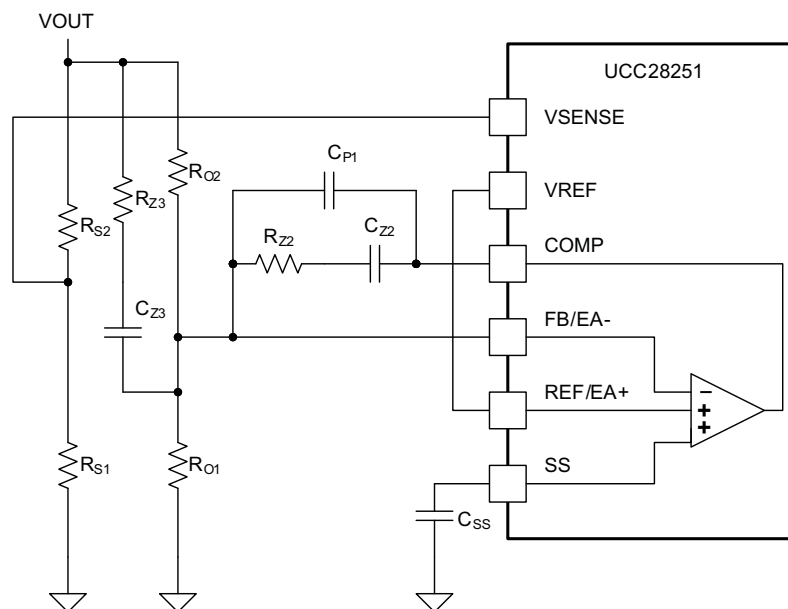 VOUT
UCC28251
VSENSE
CP1
RO2
VREF
RZ3
CZ2
RZ2
RS2
COMP
CZ3
FB/EA-
−
REF/EA+
+
+
RS1
RO1
SS
CSS